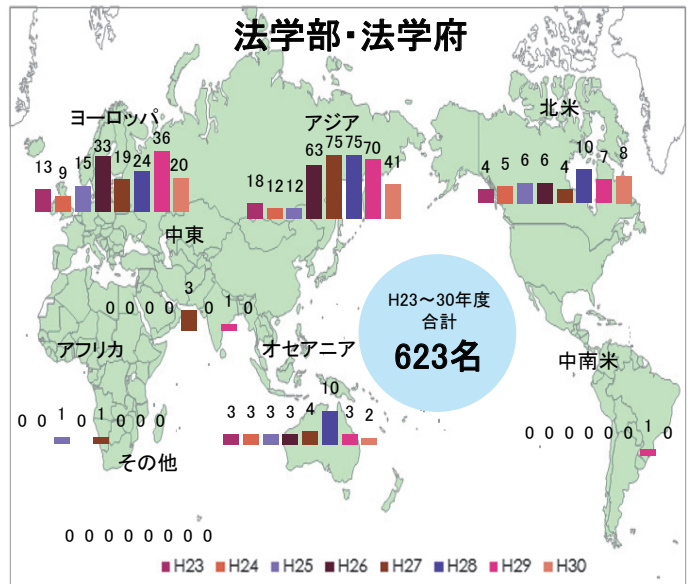 法学部・法学府
ヨーロッパ
13 9 15 33 19 24 36 20
アジア
18 12 12 63 75 75 70 41
北米
4 5 6 6 4 10 7 8
中東
0 0 0 0 3 0 1 0
H23～30年度
合計
623名
アフリカ
0 0 1 0 1 0 0 0
オセアニア
3 3 3 3 4 10 3 2
中南米
0 0 0 0 0 0 1 0
その他
0 0 0 0 0 0 0 0
H23 H24 H25 H26 H27 H28 H29 H30